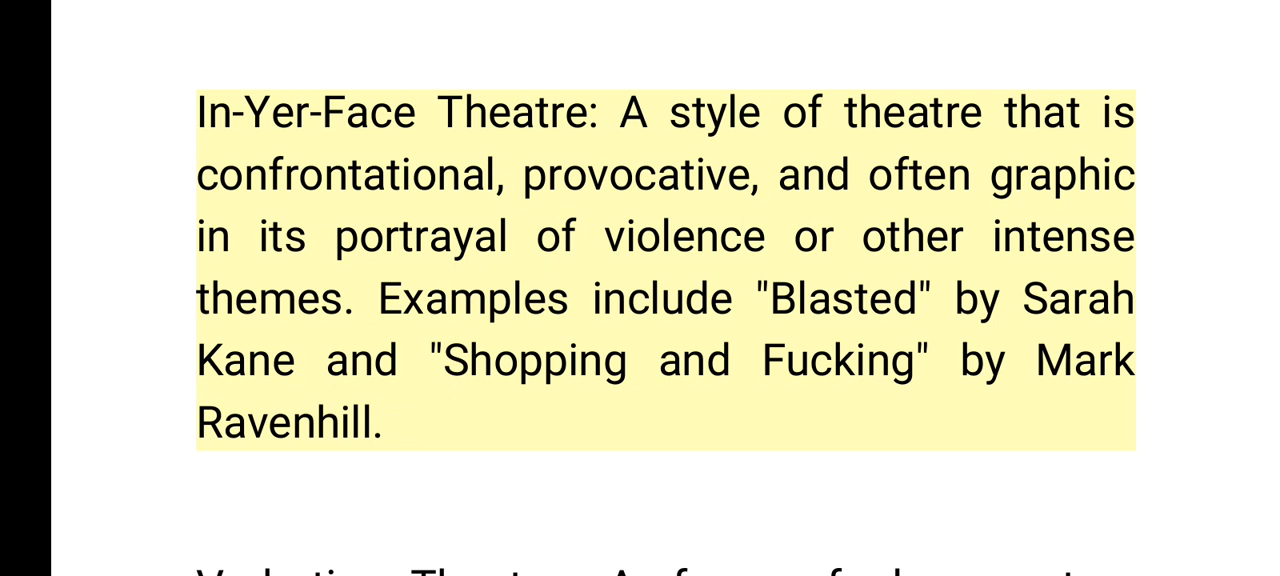 In-Yer-Face Theatre: A style of theatre that is
confrontational, provocative, and often graphic
in its portrayal of violence or other intense
themes. Examples include "Blasted" by Sarah
Kane and "Shopping and Fucking" by Mark
Ravenhill.